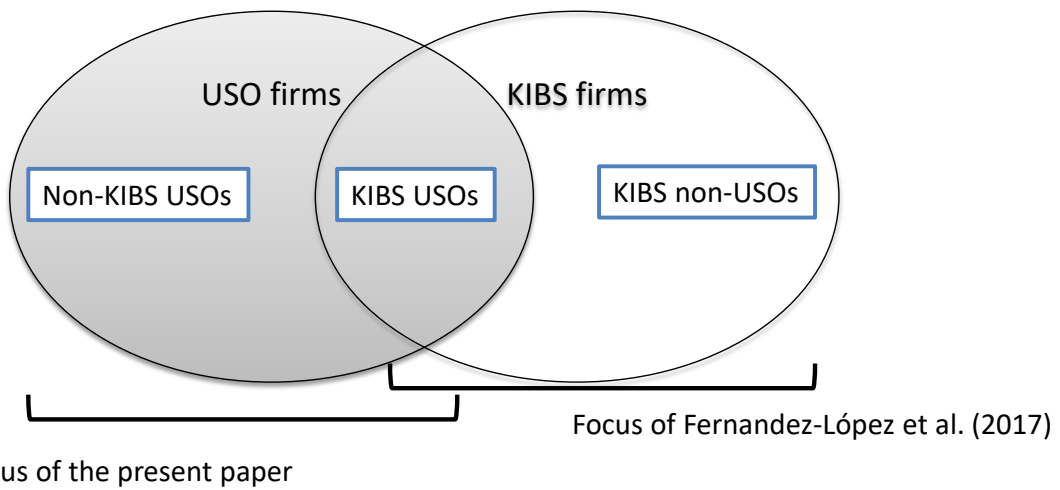 USO firms
KIBS firms
Non-KIBS USOs
KIBS USOs
KIBS non-USOs
Focus of Fernandez-López et al. (2017)
us of the present paper